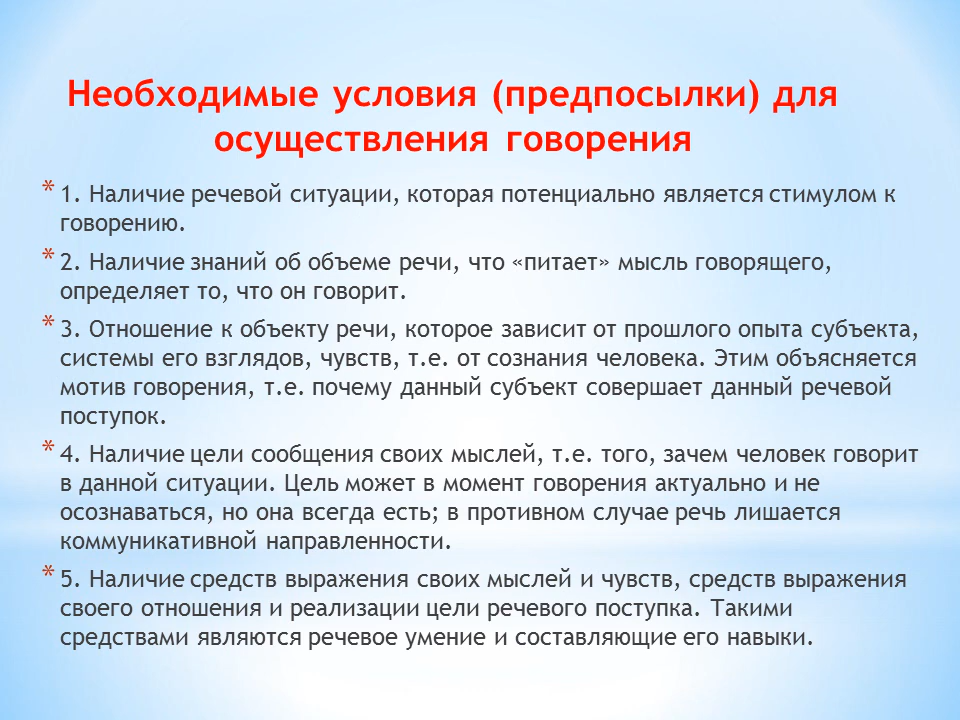 Необходимые условия (предпосылки) для
осуществления говорения
* 1. Наличие речевой ситуации, которая потенциально является стимулом к
говорению.
* 2. Наличие знаний об объеме речи, что «питает» мысль говорящего,
определяет то, что он говорит.
* 3. Отношение к объекту речи, которое зависит от прошлого опыта субъекта,
системы его взглядов, чувств, т.е. от сознания человека. Этим объясняется
мотив говорения, т.е. почему данный субъект совершает данный речевой
поступок.
* 4. Наличие цели сообщения своих мыслей, т.е. того, зачем человек говорит
в данной ситуации. Цель может в момент говорения актуально и не
осознаваться, но она всегда есть; в противном случае речь лишается
коммуникативной направленности.
* 5. Наличие средств выражения своих мыслей и чувств, средств выражения
своего отношения и реализации цели речевого поступка. Такими
средствами являются речевое умение и составляющие его навыки.